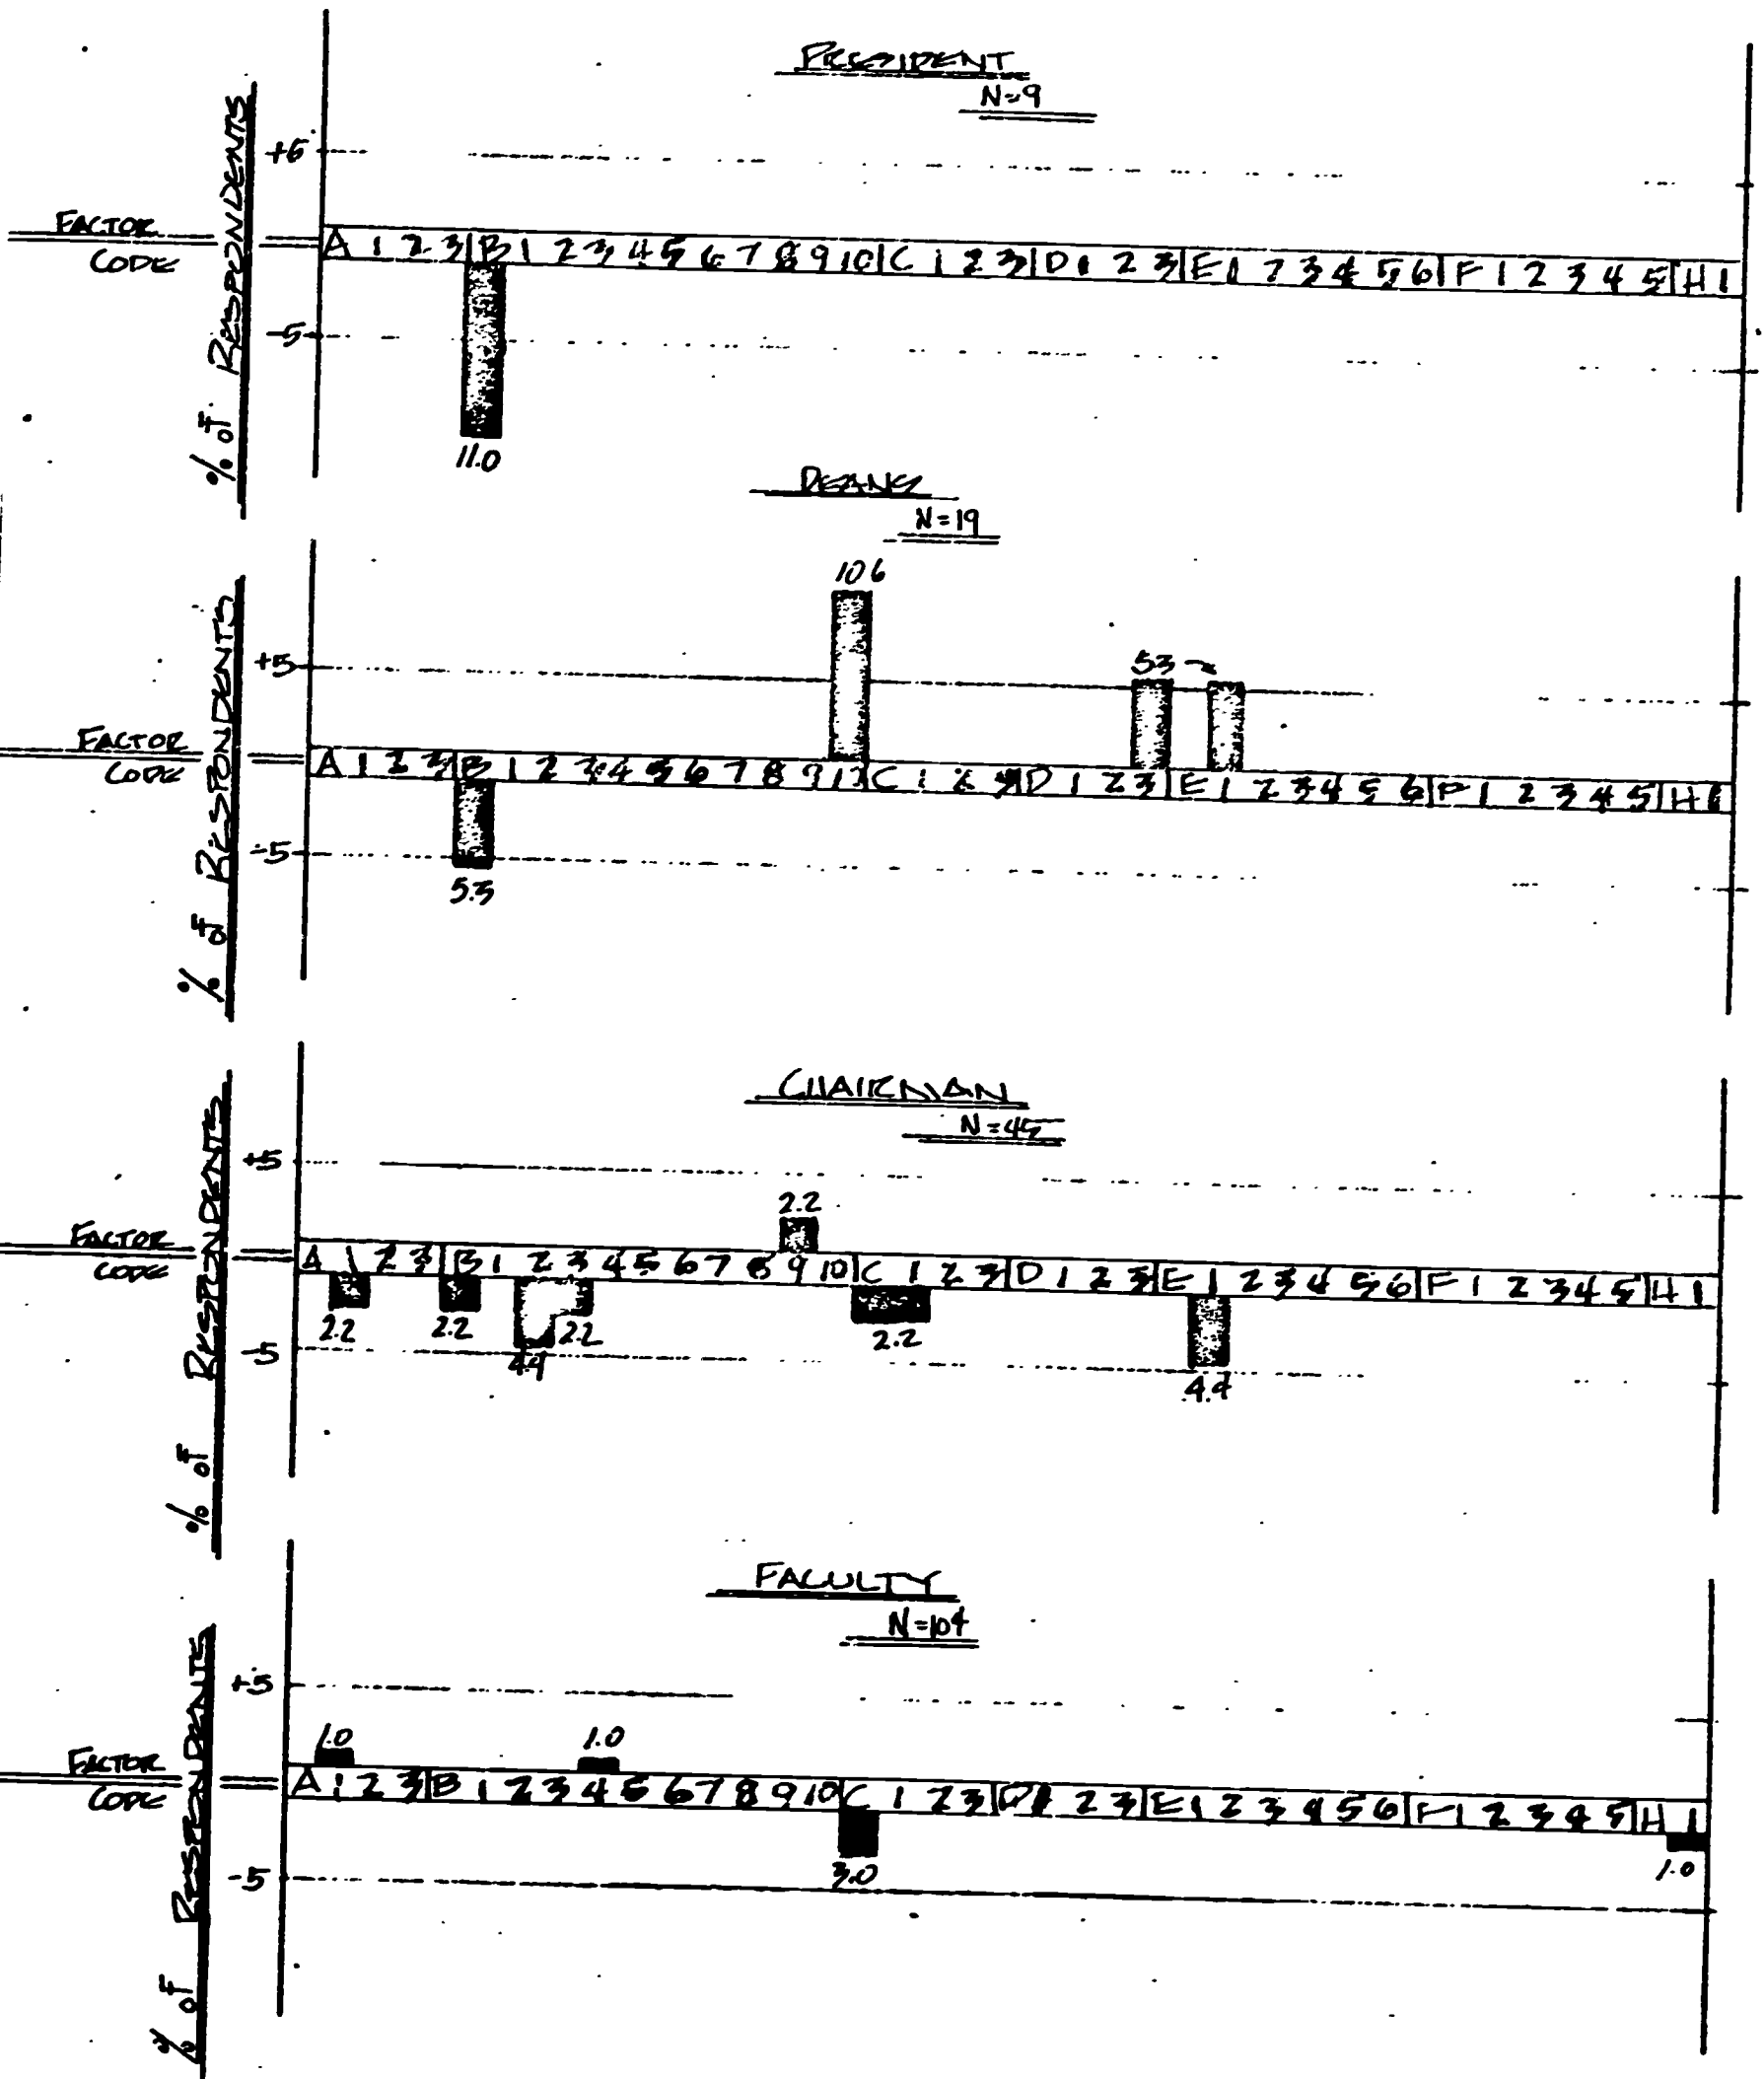 PRESIDENT
N=9
% of RESPONDENTS
+6
FACTOR
CODE
A 1 2 3 B 1 2 3 4 5 6 7 8 9 10 C 1 2 3 D 1 2 3 E 1 2 3 4 5 6 F 1 2 3 4 5 H 1
-5
11.0
DEANS
N=19
% of RESPONDENTS
10 6
+5
53
FACTOR
CODE
A 1 2 3 B 1 2 3 4 5 6 7 8 9 10 C 1 2 3 D 1 2 3 E 1 2 3 4 5 6 F 1 2 3 4 5 H 1
-5
5.3
CHAIRMAN
N=45
% of RESPONDENTS
+5
2.2
FACTOR
CODE
A 1 2 3 B 1 2 3 4 5 6 7 8 9 10 C 1 2 3 D 1 2 3 E 1 2 3 4 5 6 F 1 2 3 4 5 H 1
2.2 2.2 2.2 2.2
-5
4.4 4.4
FACULTY
N=104
% of RESPONDENTS
+5
1.0 1.0
FACTOR
CODE
A 1 2 3 B 1 2 3 4 5 6 7 8 9 10 C 1 2 3 D 1 2 3 E 1 2 3 4 5 6 F 1 2 3 4 5 H 1
-5
3.0 1.0